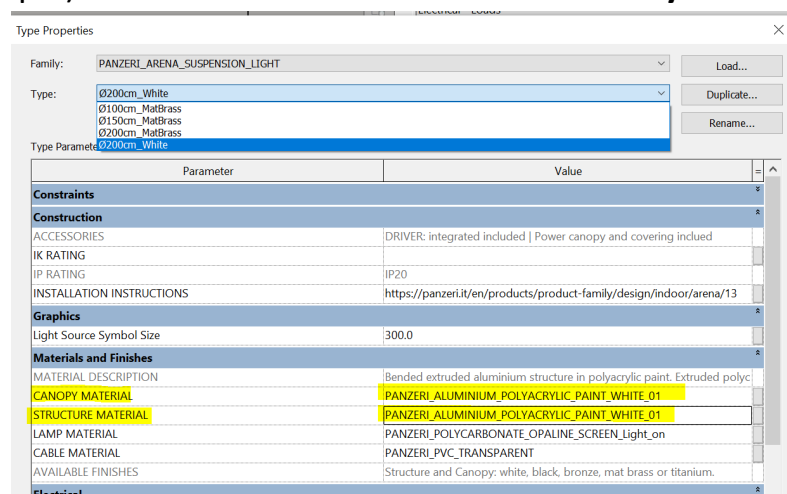 Electrical - Loads
Type Properties
Family: PANZERI_ARENA_SUSPENSION_LIGHT Load...
Type: Ø200cm_White Duplicate...
Ø100cm_MatBrass
Ø150cm_MatBrass Rename...
Ø200cm_MatBrass
Type Paramete Ø200cm_White
Parameter Value =
Constraints
Construction
ACCESSORIES DRIVER: integrated included | Power canopy and covering inclued
IK RATING
IP RATING IP20
INSTALLATION INSTRUCTIONS https://panzeri.it/en/products/product-family/design/indoor/arena/13
Graphics
Light Source Symbol Size 300.0
Materials and Finishes
MATERIAL DESCRIPTION Bended extruded aluminium structure in polyacrylic paint. Extruded polyc
CANOPY MATERIAL PANZERI_ALUMINIUM_POLYACRYLIC_PAINT_WHITE_01
STRUCTURE MATERIAL PANZERI_ALUMINIUM_POLYACRYLIC_PAINT_WHITE_01
LAMP MATERIAL PANZERI_POLYCARBONATE_OPALINE_SCREEN_Light_on
CABLE MATERIAL PANZERI_PVC_TRANSPARENT
AVAILABLE FINISHES Structure and Canopy: white, black, bronze, mat brass or titanium.
Electrical